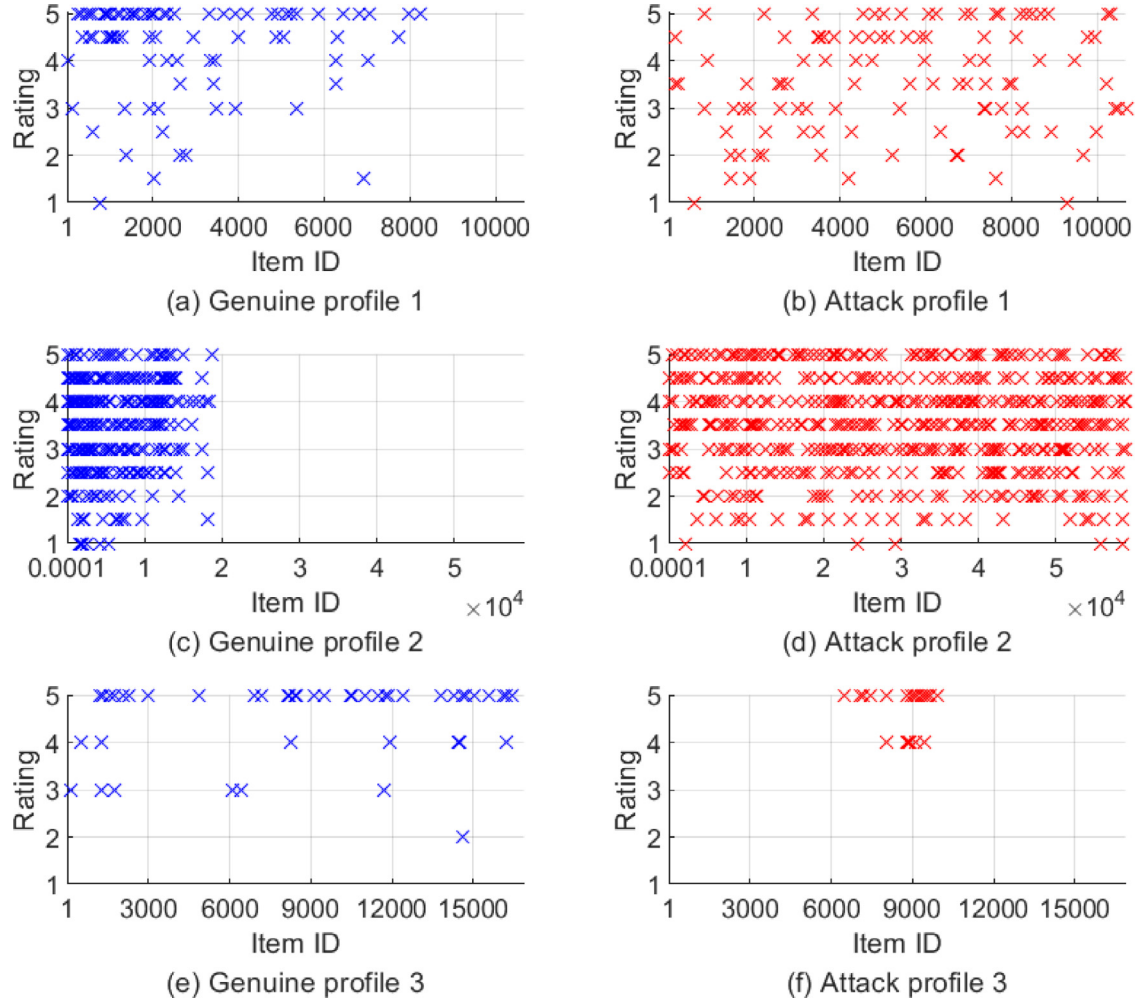 5
4
3
2
1
Rating
1 2000 4000 6000 8000 10000
Item ID
(a) Genuine profile 1
5
4
3
2
1
Rating
1 2000 4000 6000 8000 10000
Item ID
(b) Attack profile 1
5
4
3
2
1
Rating
0.0001 1 2 3 4 5
Item ID
×10⁴
(c) Genuine profile 2
5
4
3
2
1
Rating
0.0001 1 2 3 4 5
Item ID
×10⁴
(d) Attack profile 2
5
4
3
2
1
Rating
1 3000 6000 9000 12000 15000
Item ID
(e) Genuine profile 3
5
4
3
2
1
Rating
1 3000 6000 9000 12000 15000
Item ID
(f) Attack profile 3